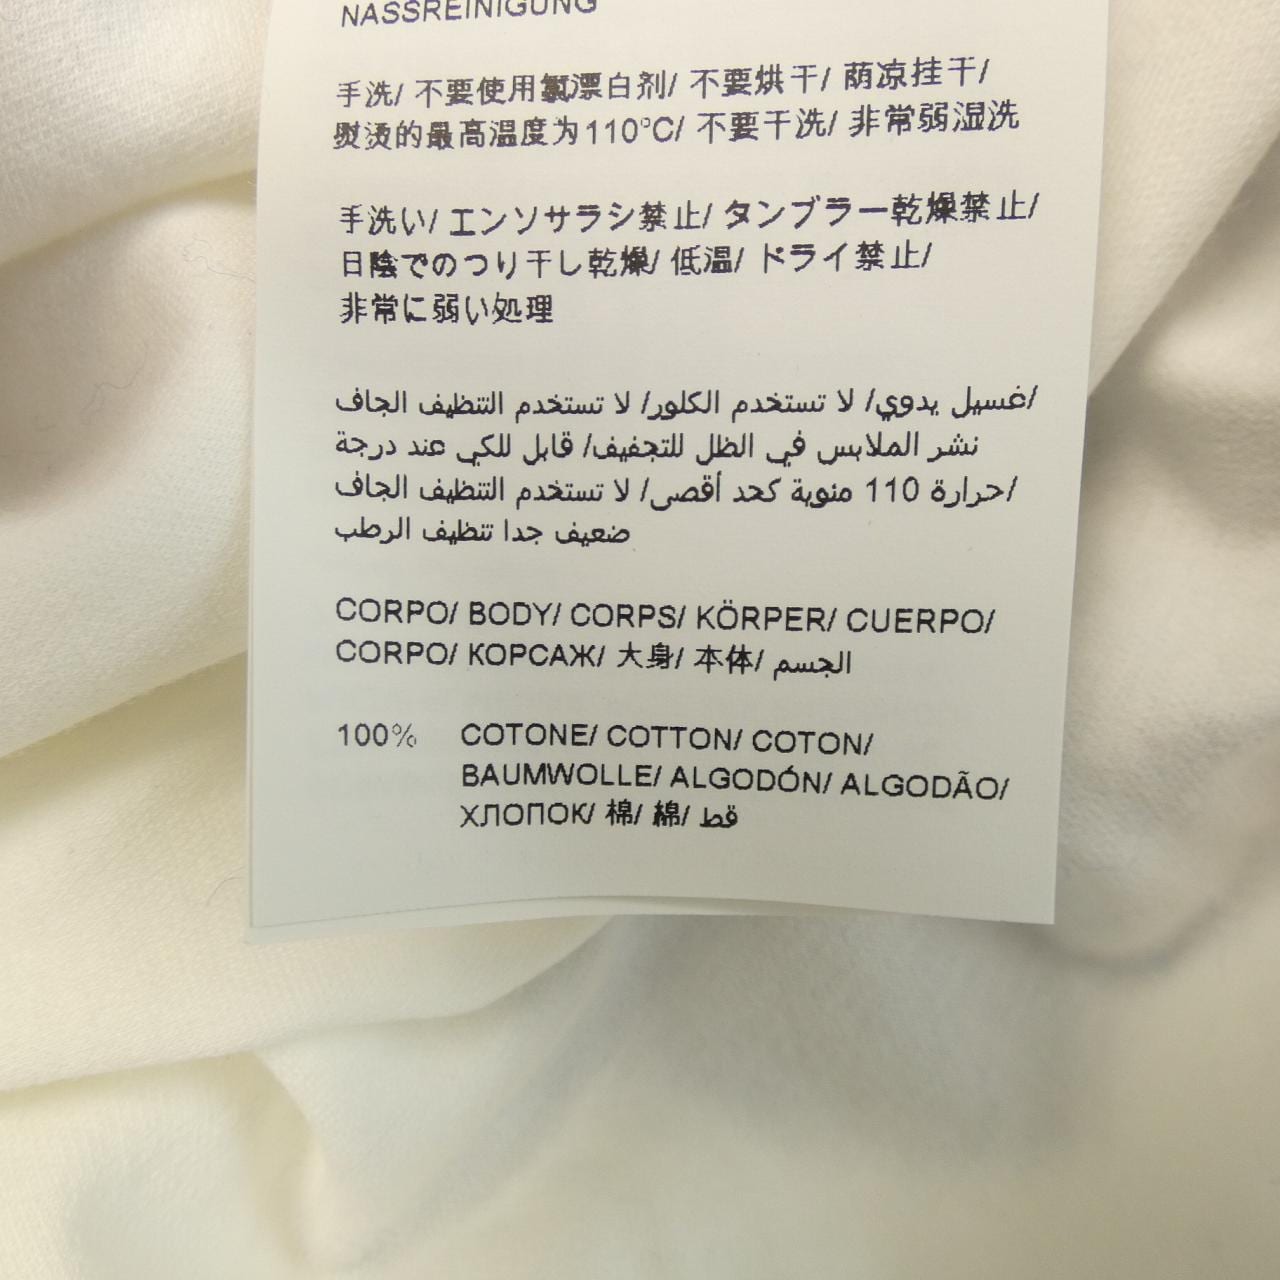 NASSREINIGUNG
手洗/ 不要使用氯漂白剂/ 不要烘干/ 荫凉挂干/
熨烫的最高温度为110°C/ 不要干洗/ 非常弱湿洗
手洗い/ エンソサラシ禁止/ タンブラー乾燥禁止/
日陰でのつり干し乾燥/ 低温/ ドライ禁止/
非常に弱い処理
غسيل يدوي/ لا تستخدم الكلور/ لا تستخدم التنظيف الجاف/
نشر الملابس في الظل للتجفيف/ قابل للكي عند درجة
حرارة 110 مئوية كحد أقصى/ لا تستخدم التنظيف الجاف/
ضعيف جدا تنظيف الرطب
CORPO/ BODY/ CORPS/ KÖRPER/ CUERPO/
CORPO/ КОРСАЖ/ 大身/ 本体/ الجسم
100% COTONE/ COTTON/ COTON/
BAUMWOLLE/ ALGODÓN/ ALGODÃO/
ХЛОПОК/ 棉/ 綿/ قط